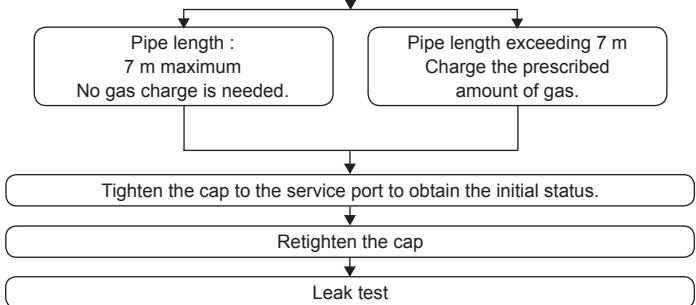 Pipe length :
7 m maximum
No gas charge is needed.
Pipe length exceeding 7 m
Charge the prescribed
amount of gas.
Tighten the cap to the service port to obtain the initial status.
Retighten the cap
Leak test